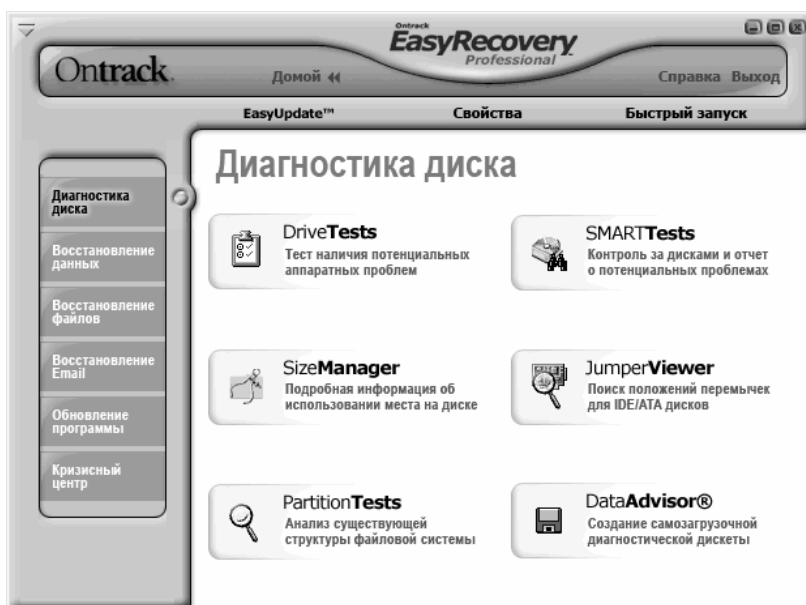 Ontrack
EasyRecovery
Professional
Ontrack.
Домой
Справка Выход
EasyUpdate™ Свойства Быстрый запуск
Диагностика диска
Диагностика
диска
Восстановление
данных
Восстановление
файлов
Восстановление
Email
Обновление
программы
Кризисный
центр
DriveTests
Тест наличия потенциальных
аппаратных проблем
SMARTTests
Контроль за дисками и отчет
о потенциальных проблемах
SizeManager
Подробная информация об
использовании места на диске
JumperViewer
Поиск положений перемычек
для IDE/ATA дисков
PartitionTests
Анализ существующей
структуры файловой системы
DataAdvisor®
Создание самозагрузочной
диагностической дискеты